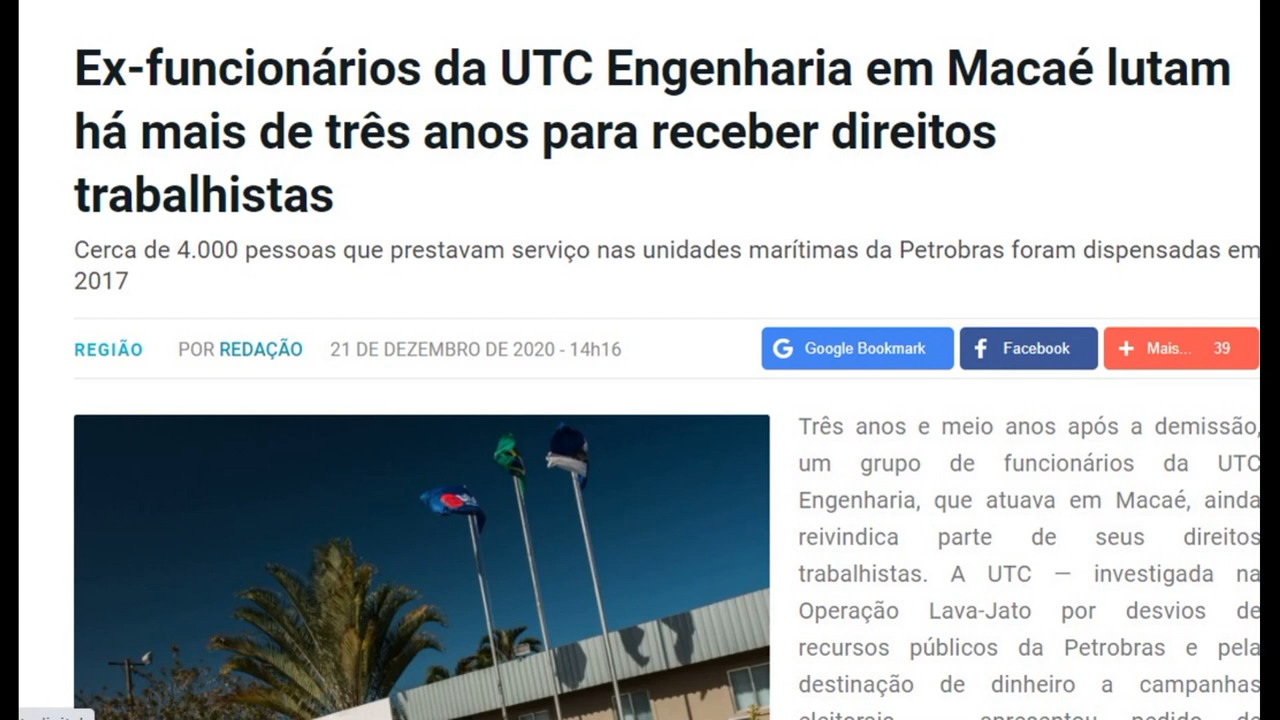 Ex-funcionários da UTC Engenharia em Macaé lutam
há mais de três anos para receber direitos
trabalhistas
Cerca de 4.000 pessoas que prestavam serviço nas unidades marítimas da Petrobras foram dispensadas em
2017
REGIÃO POR REDAÇÃO 21 DE DEZEMBRO DE 2020 - 14h16
Google Bookmark Facebook Mais... 39
Três anos e meio anos após a demissão,
um grupo de funcionários da UTC
Engenharia, que atuava em Macaé, ainda
reivindica parte de seus direitos
trabalhistas. A UTC — investigada na
Operação Lava-Jato por desvios de
recursos públicos da Petrobras e pela
destinação de dinheiro a campanhas